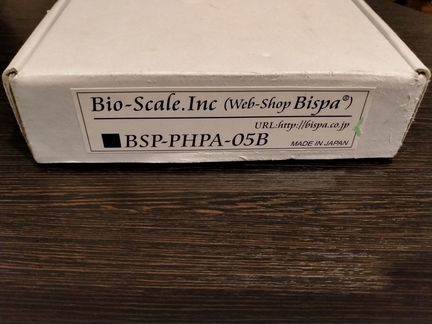 Bio-Scale.Inc (Web-Shop Bispa®)
URL:http://bispa.co.jp
BSP-PHPA-05B
MADE IN JAPAN